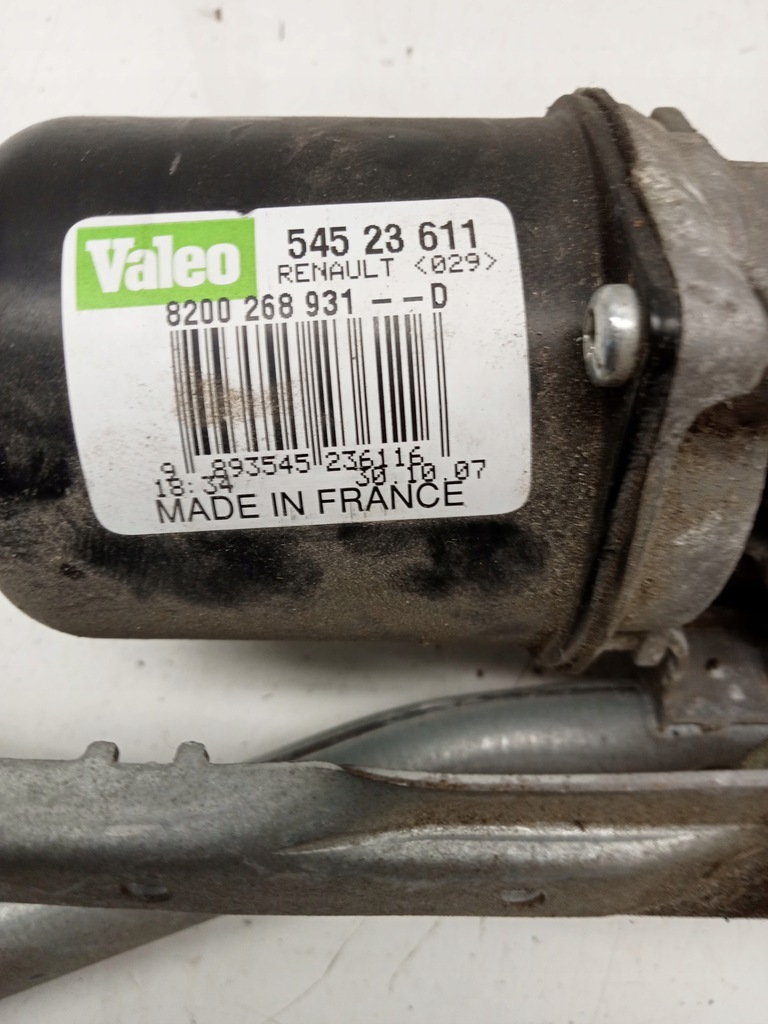 Valeo
545 23 611
RENAULT <029>
8200 268 931 --D
9 893545 236116
18:34 30.10.07
MADE IN FRANCE